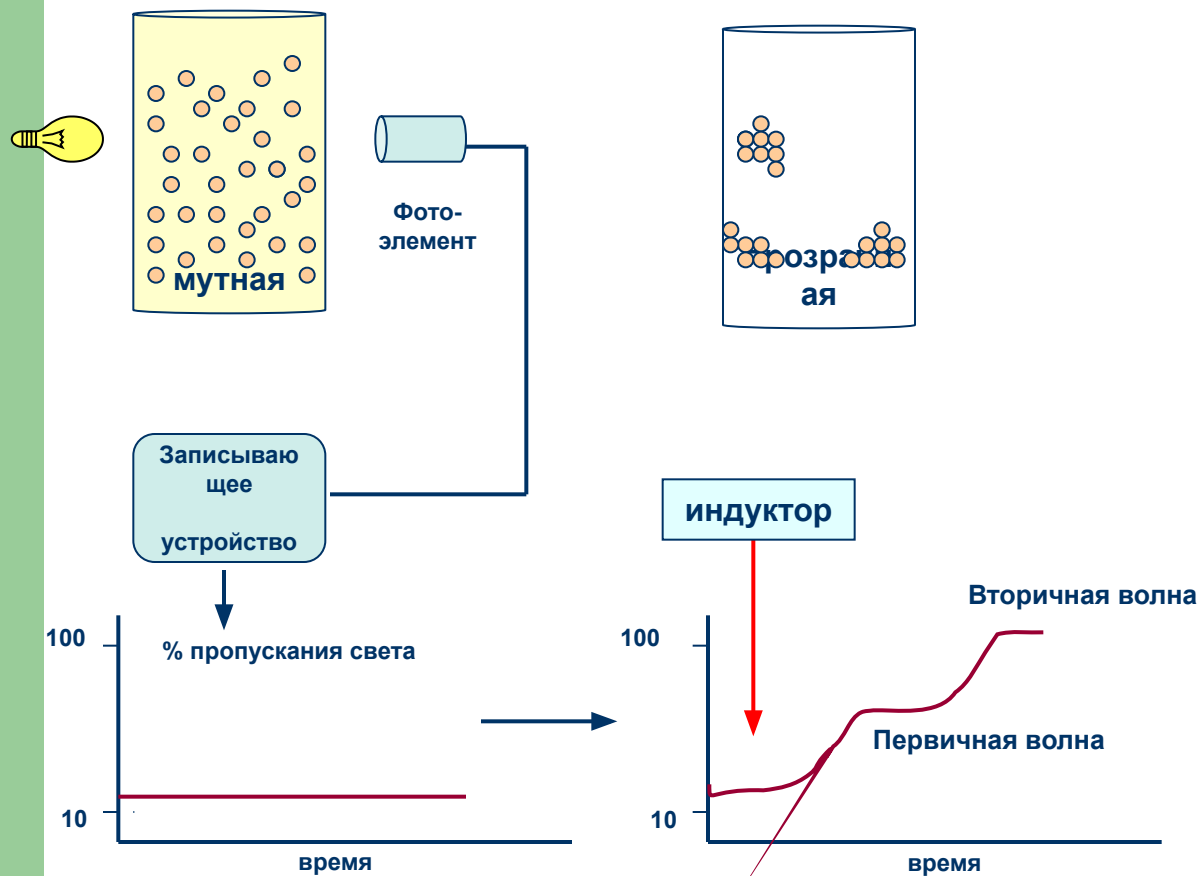 Фото-
элемент
мутная
ая
Записываю
щее
устройство
индуктор
Вторичная волна
100
% пропускания света
100
Первичная волна
10
10
время
время